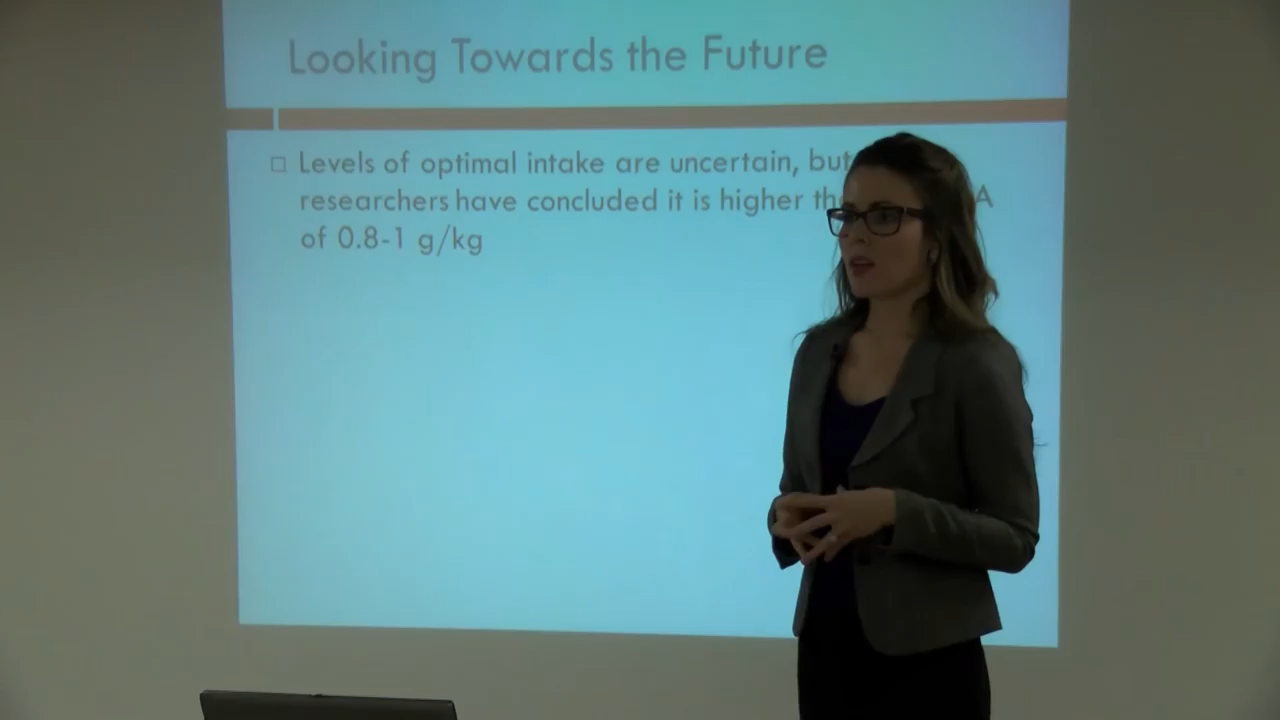 Looking Towards the Future
Levels of optimal intake are uncertain, but
researchers have concluded it is higher
of 0.8-1 g/kg